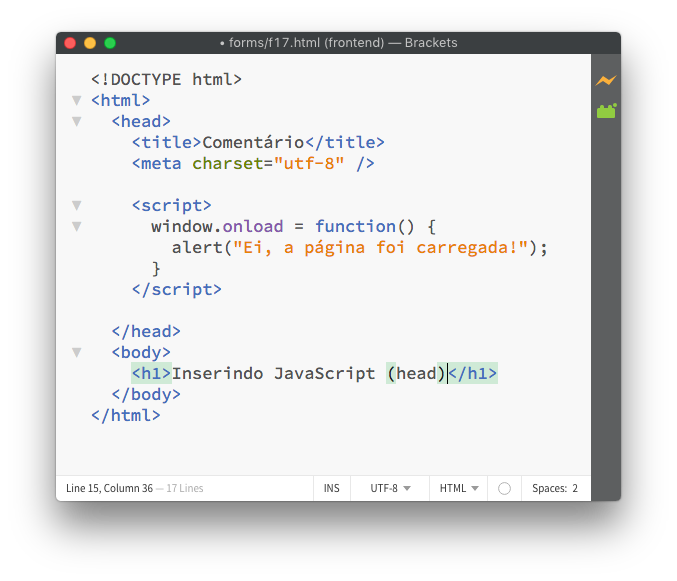 • forms/f17.html (frontend) — Brackets
<!DOCTYPE html>
<html>
<head>
<title>Comentário</title>
<meta charset="utf-8" />
<script>
window.onload = function() {
alert("Ei, a página foi carregada!");
}
</script>
</head>
<body>
<h1>Inserindo JavaScript (head)</h1>
</body>
</html>
Line 15, Column 36 — 17 Lines INS UTF-8 HTML Spaces: 2